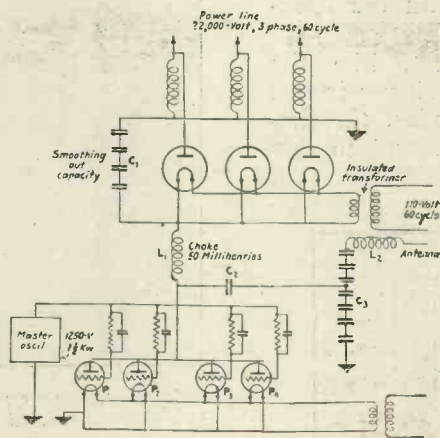 Power line
22,000-Volt, 3 phase, 60 cycle
Smoothing
out
capacity
C1
Insulated
transformer
110-Volt
60 cycle
L1
Choke
50 Millihenries
C2
L2
Antenna
C3
Master
oscil
1250-V
P1
P2
P3
P4